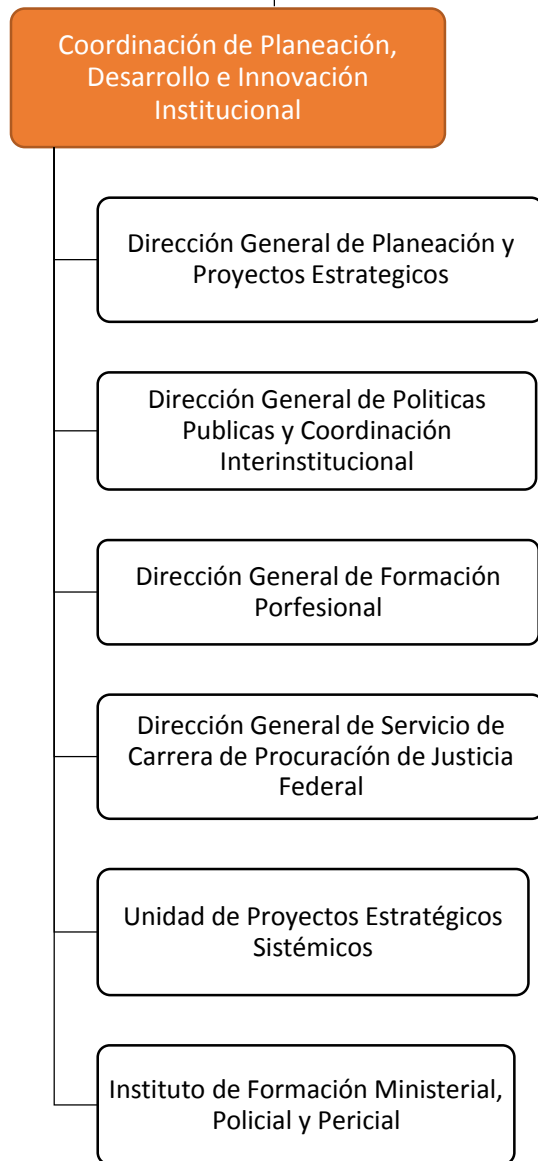 Coordinación de Planeación,
Desarrollo e Innovación
Institucional
Dirección General de Planeación y
Proyectos Estrategicos
Dirección General de Politicas
Publicas y Coordinación
Interinstitucional
Dirección General de Formación
Porfesional
Dirección General de Servicio de
Carrera de Procuracíón de Justicia
Federal
Unidad de Proyectos Estratégicos
Sistémicos
Instituto de Formación Ministerial,
Policial y Pericial